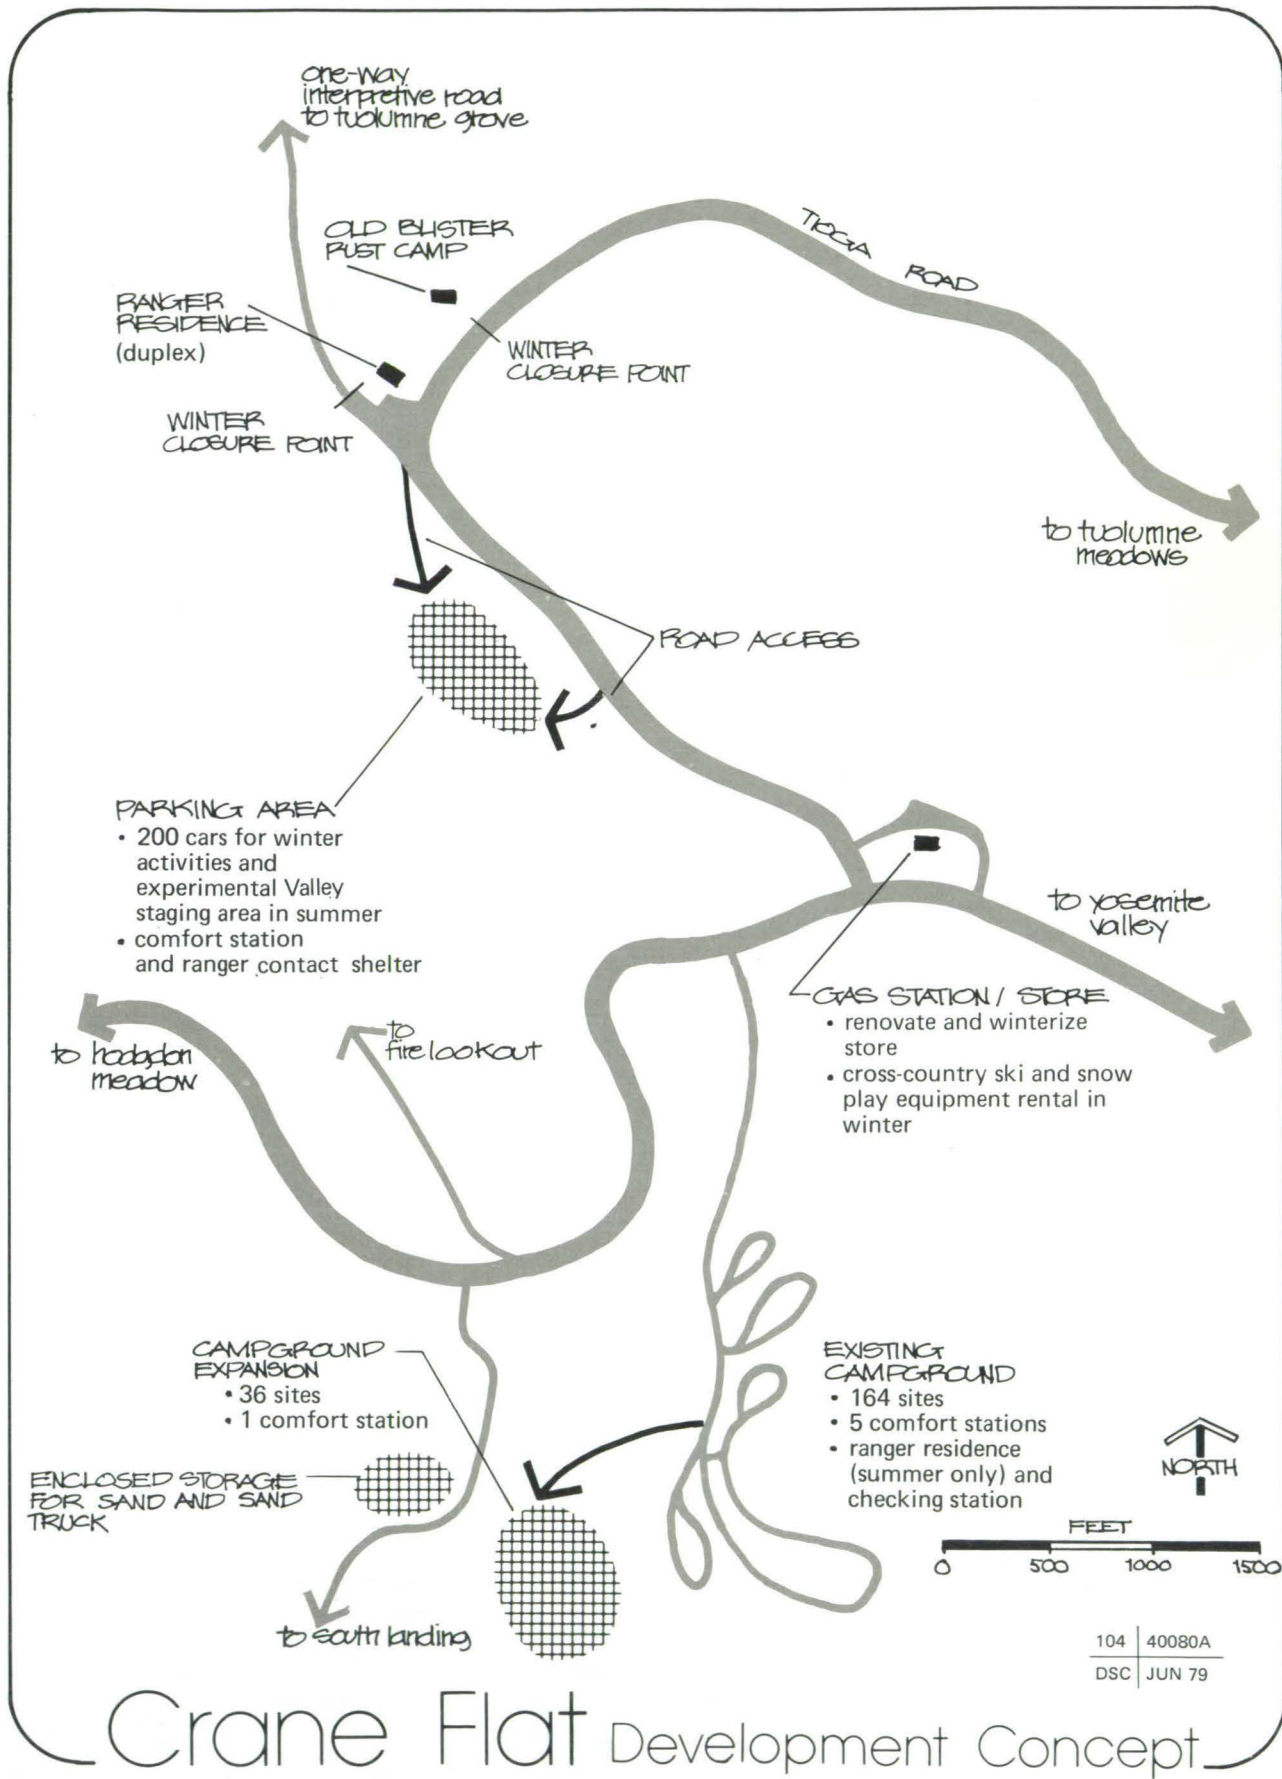 one-way
interpretive road
to tuolumne grove
OLD BLISTER
RUST CAMP
TIOGA ROAD
RANGER
RESIDENCE
(duplex)
WINTER
CLOSURE POINT
WINTER
CLOSURE POINT
to tuolumne
meadows
ROAD ACCESS
PARKING AREA
• 200 cars for winter
activities and
experimental Valley
staging area in summer
• comfort station
and ranger contact shelter
to yosemite
valley
GAS STATION / STORE
• renovate and winterize
store
• cross-country ski and snow
play equipment rental in
winter
to hodgdon
meadow
to
fire lookout
CAMPGROUND
EXPANSION
• 36 sites
• 1 comfort station
EXISTING
CAMPGROUND
• 164 sites
• 5 comfort stations
• ranger residence
(summer only) and
checking station
NORTH
ENCLOSED STORAGE
FOR SAND AND SAND
TRUCK
FEET
0 500 1000 1500
to south landing
104 40080A
DSC JUN 79
Crane Flat Development Concept